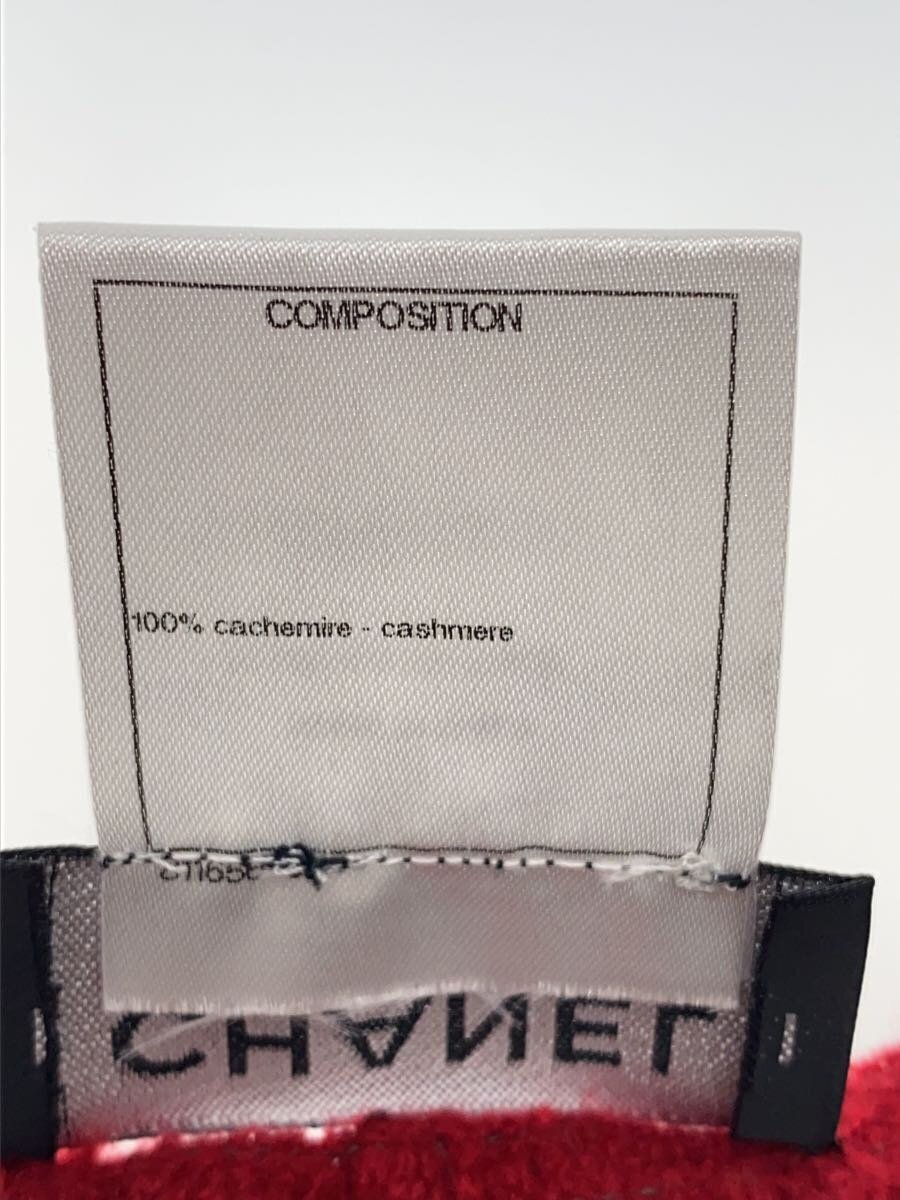 COMPOSITION
100% cachemire - cashmere
CHANEL